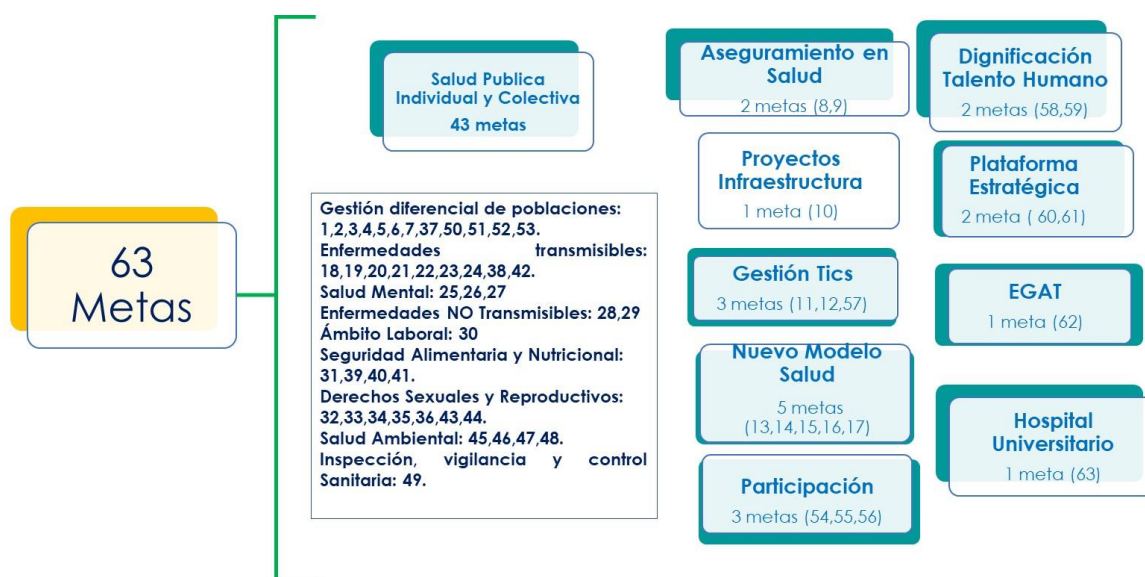 63
Metas
Salud Publica
Individual y Colectiva
43 metas
Gestión diferencial de poblaciones:
1,2,3,4,5,6,7,37,50,51,52,53.
Enfermedades transmisibles:
18,19,20,21,22,23,24,38,42.
Salud Mental: 25,26,27
Enfermedades NO Transmisibles: 28,29
Ámbito Laboral: 30
Seguridad Alimentaria y Nutricional:
31,39,40,41.
Derechos Sexuales y Reproductivos:
32,33,34,35,36,43,44.
Salud Ambiental: 45,46,47,48.
Inspección, vigilancia y control
Sanitaria: 49.
Aseguramiento en
Salud
2 metas (8,9)
Proyectos
Infraestructura
1 meta (10)
Gestión Tics
3 metas (11,12,57)
Nuevo Modelo
Salud
5 metas
(13,14,15,16,17)
Participación
3 metas (54,55,56)
Dignificación
Talento Humano
2 metas (58,59)
Plataforma
Estratégica
2 meta ( 60,61)
EGAT
1 meta (62)
Hospital
Universitario
1 meta (63)